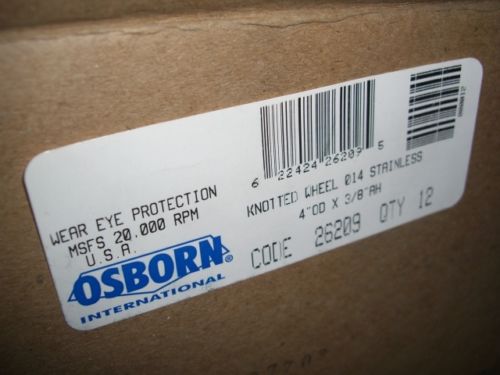 WEAR EYE PROTECTION
MSFS 20,000 RPM
U.S.A.
OSBORN
INTERNATIONAL
6 22424 26209 5
KNOTTED WHEEL 014 STAINLESS
4"OD X 3/8"AH
CODE 26209 QTY 12